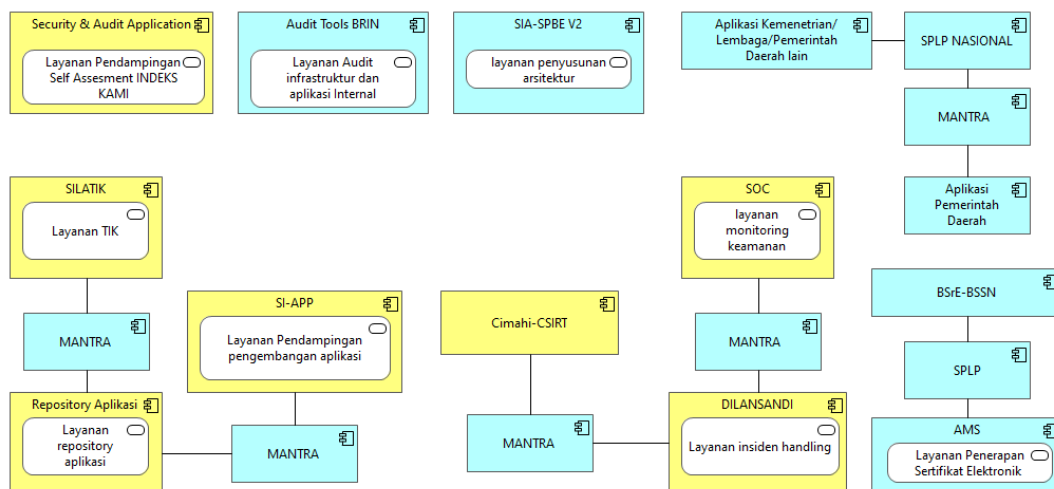 Security & Audit Application
Layanan Pendampingan
Self Assesment INDEKS
KAMI
Audit Tools BRIN
Layanan Audit
infrastruktur dan
aplikasi Internal
SIA-SPBE V2
layanan penyusunan
arsitektur
Aplikasi Kemenetrian/
Lembaga/Pemerintah
Daerah lain
SPLP NASIONAL
MANTRA
Aplikasi
Pemerintah
Daerah
SILATIK
Layanan TIK
MANTRA
Repository Aplikasi
Layanan
repository
aplikasi
SI-APP
Layanan Pendampingan
pengembangan aplikasi
MANTRA
Cimahi-CSIRT
MANTRA
SOC
layanan
monitoring
keamanan
MANTRA
DILANSANDI
Layanan insiden handling
BSrE-BSSN
SPLP
AMS
Layanan Penerapan
Sertifikat Elektronik